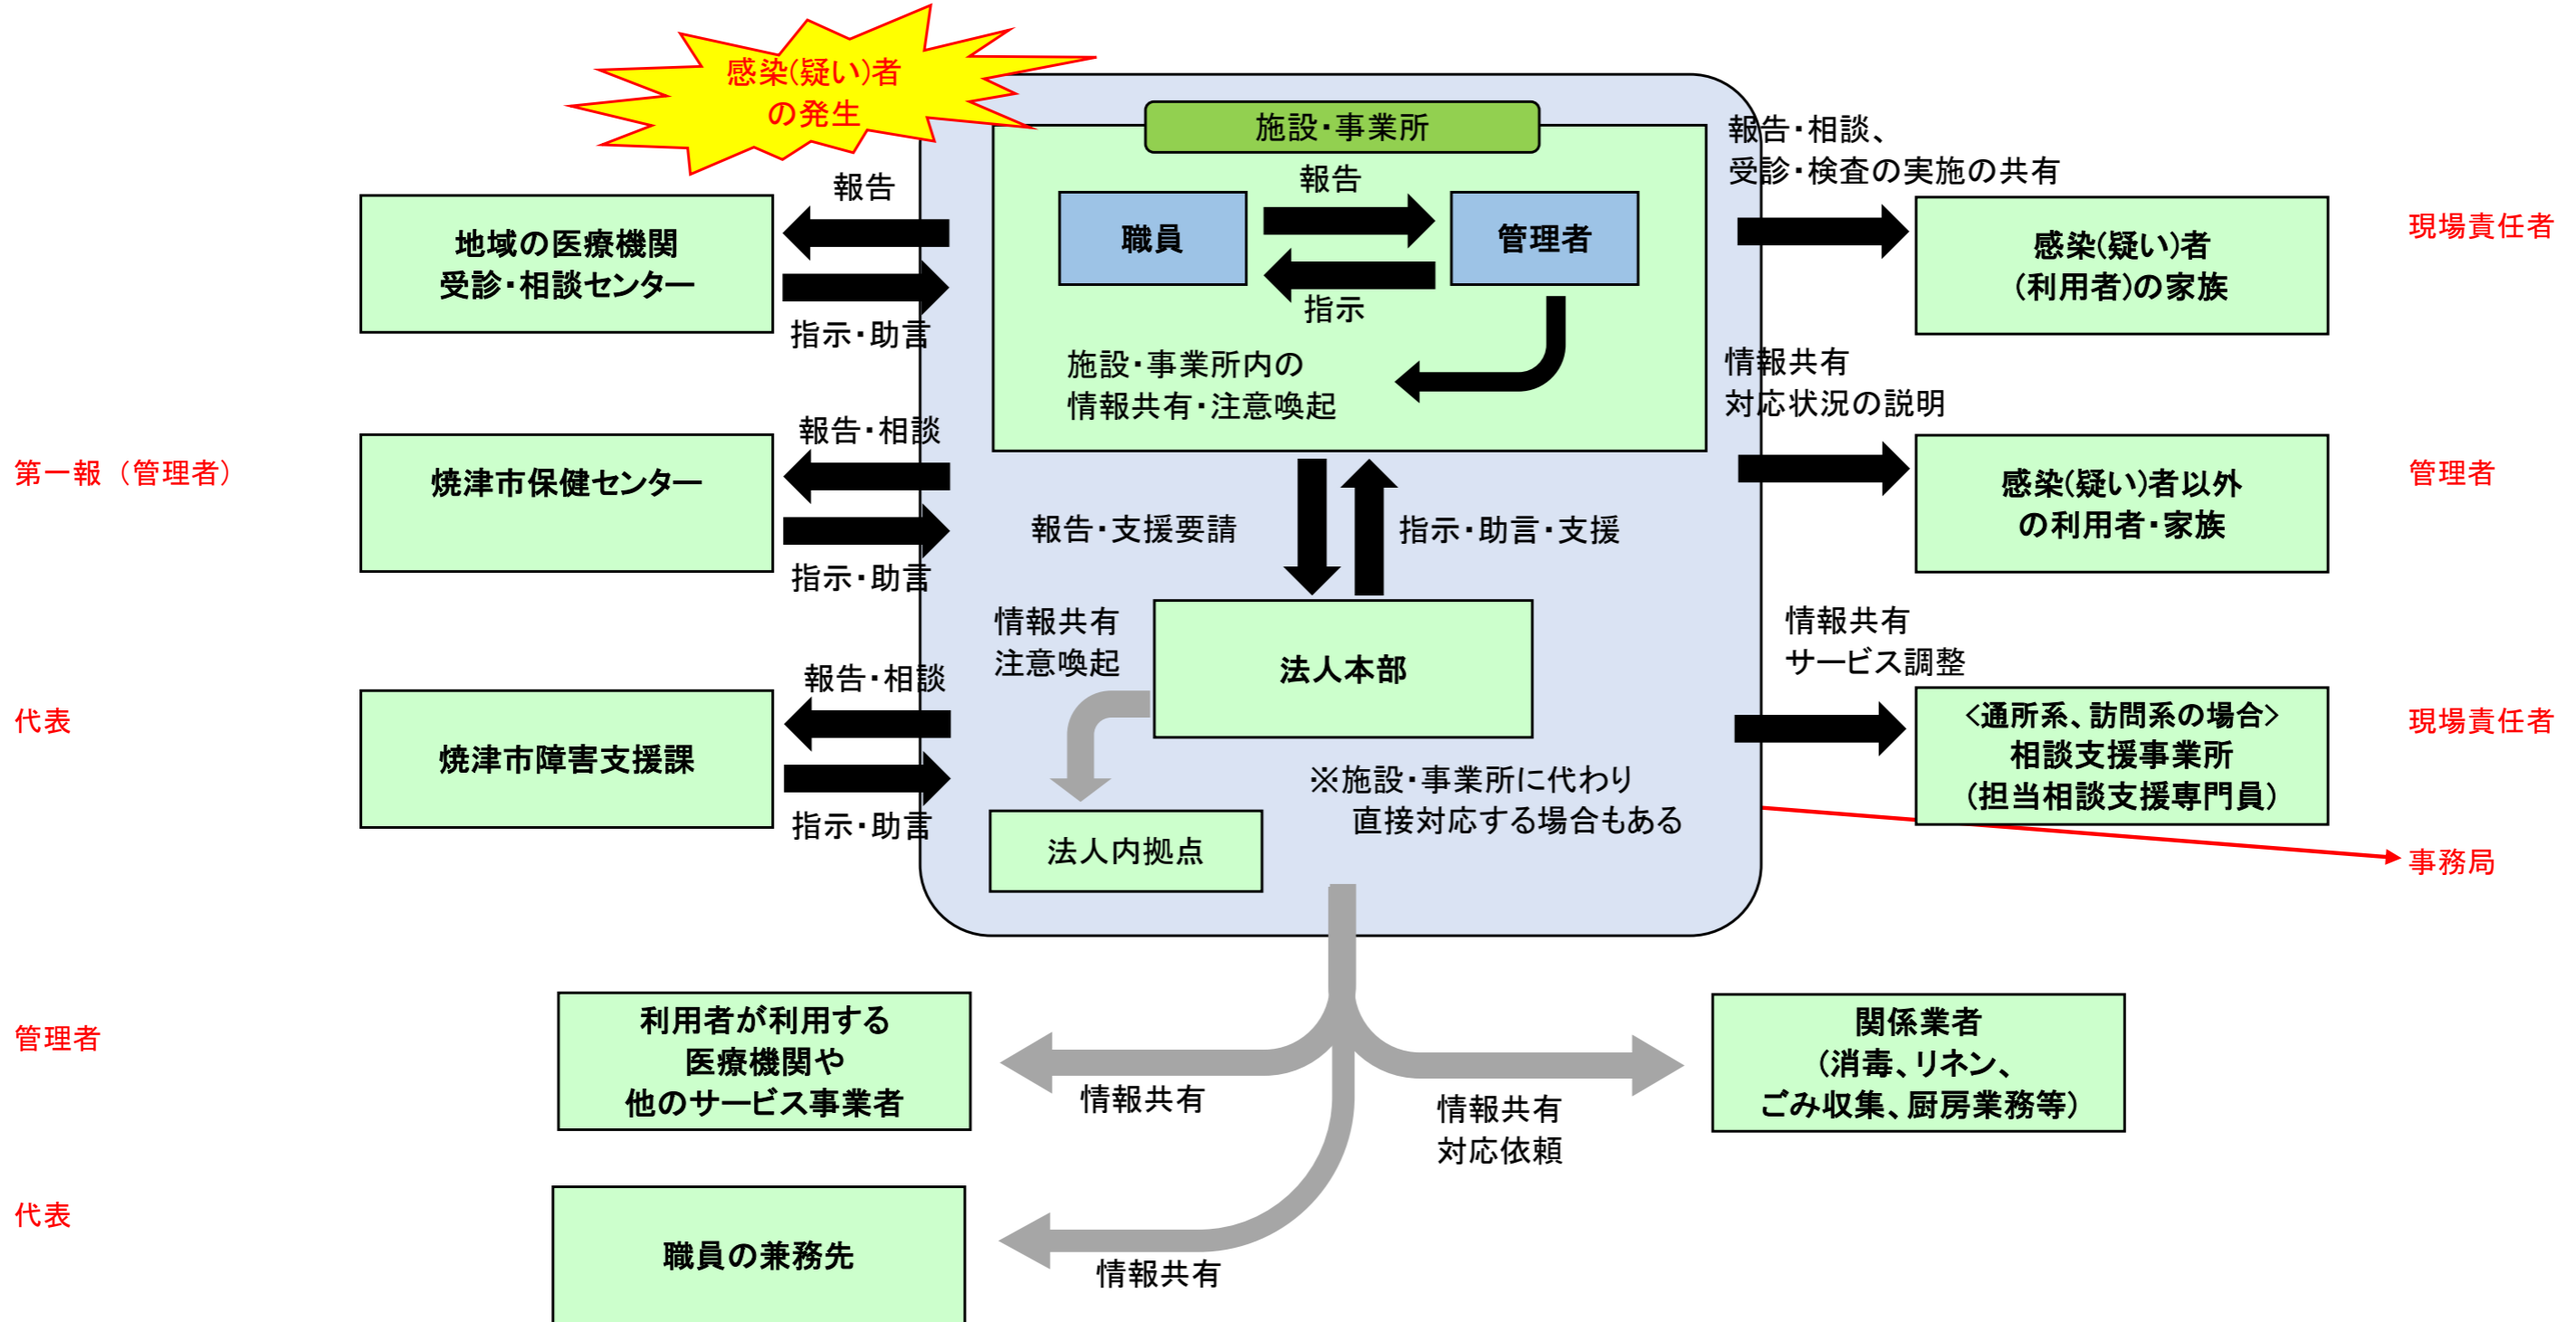 感染(疑い)者
の発生
施設・事業所
報告・相談、
受診・検査の実施の共有
報告
報告
職員
管理者
地域の医療機関
受診・相談センター
感染(疑い)者
(利用者)の家族
現場責任者
指示
指示・助言
施設・事業所内の
情報共有・注意喚起
情報共有
対応状況の説明
報告・相談
第一報（管理者）
焼津市保健センター
感染(疑い)者以外
の利用者・家族
管理者
報告・支援要請
指示・助言・支援
指示・助言
情報共有
注意喚起
法人本部
情報共有
サービス調整
報告・相談
代表
焼津市障害支援課
<通所系、訪問系の場合>
相談支援事業所
(担当相談支援専門員)
現場責任者
※施設・事業所に代わり
直接対応する場合もある
指示・助言
法人内拠点
事務局
管理者
利用者が利用する
医療機関や
他のサービス事業者
関係業者
(消毒、リネン、
ごみ収集、厨房業務等)
情報共有
情報共有
対応依頼
代表
職員の兼務先
情報共有